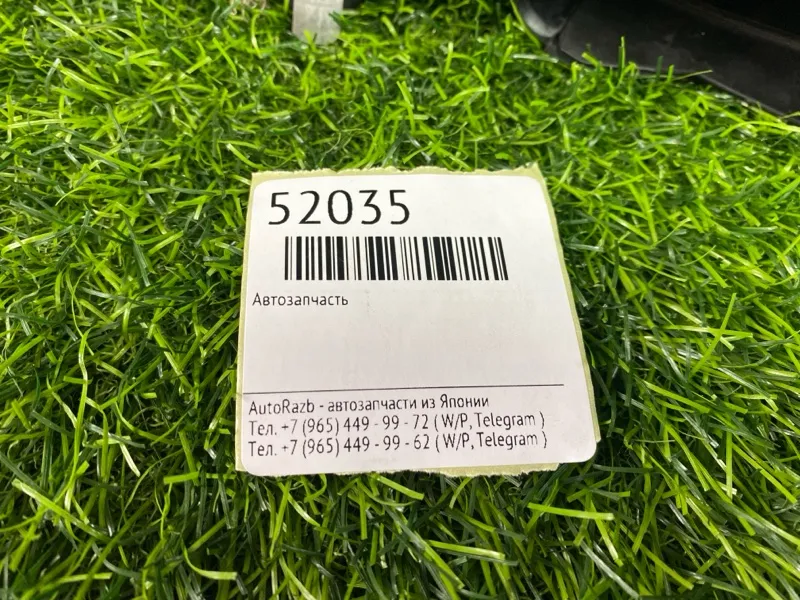 52035
Автозапчасть
AutoRazb - автозапчасти из Японии
Тел. +7 (965) 449 - 99 - 72 ( W/P, Telegram )
Тел. +7 (965) 449 - 99 - 62 ( W/P, Telegram )